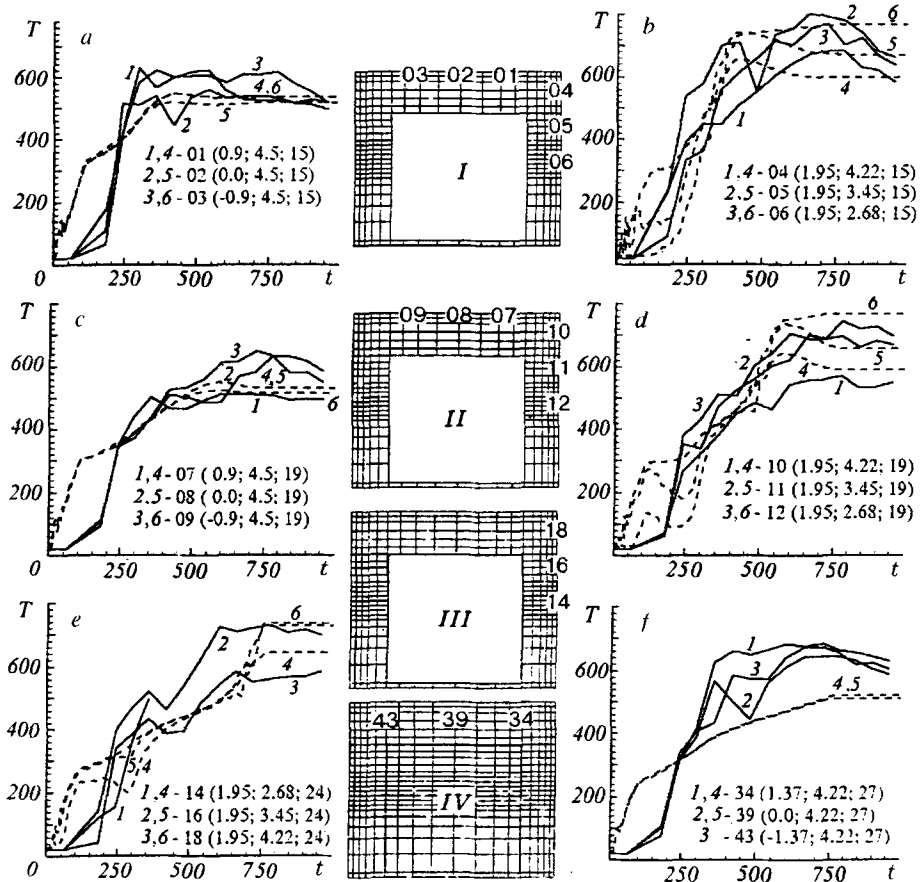 T
a
600
400
200
0
250
500
750
t
1
3
4.6
5
2
1,4 - 01 (0.9; 4.5; 15)
2,5 - 02 (0.0; 4.5; 15)
3,6 - 03 (-0.9; 4.5; 15)
03 02 01
04
05
06
I
T
b
600
400
200
0
250
500
750
t
2
6
3
5
4
1
1,4 - 04 (1.95; 4.22; 15)
2,5 - 05 (1.95; 3.45; 15)
3,6 - 06 (1.95; 2.68; 15)
T
c
600
400
200
0
250
500
750
t
3
2
4,5
1
6
1,4 - 07 (0.9; 4.5; 19)
2,5 - 08 (0.0; 4.5; 19)
3,6 - 09 (-0.9; 4.5; 19)
09 08 07
10
11
12
II
T
d
600
400
200
0
250
500
750
t
6
2
5
3
4
1
1,4 - 10 (1.95; 4.22; 19)
2,5 - 11 (1.95; 3.45; 19)
3,6 - 12 (1.95; 2.68; 19)
18
16
14
III
T
e
600
400
200
0
250
500
750
t
6
2
4
3
5
4
1
1,4 - 14 (1.95; 2.68; 24)
2,5 - 16 (1.95; 3.45; 24)
3,6 - 18 (1.95; 4.22; 24)
43 39 34
IV
T
f
600
400
200
0
250
500
750
t
1
3
2
4.5
1,4 - 34 (1.37; 4.22; 27)
2,5 - 39 (0.0; 4.22; 27)
3 - 43 (-1.37; 4.22; 27)